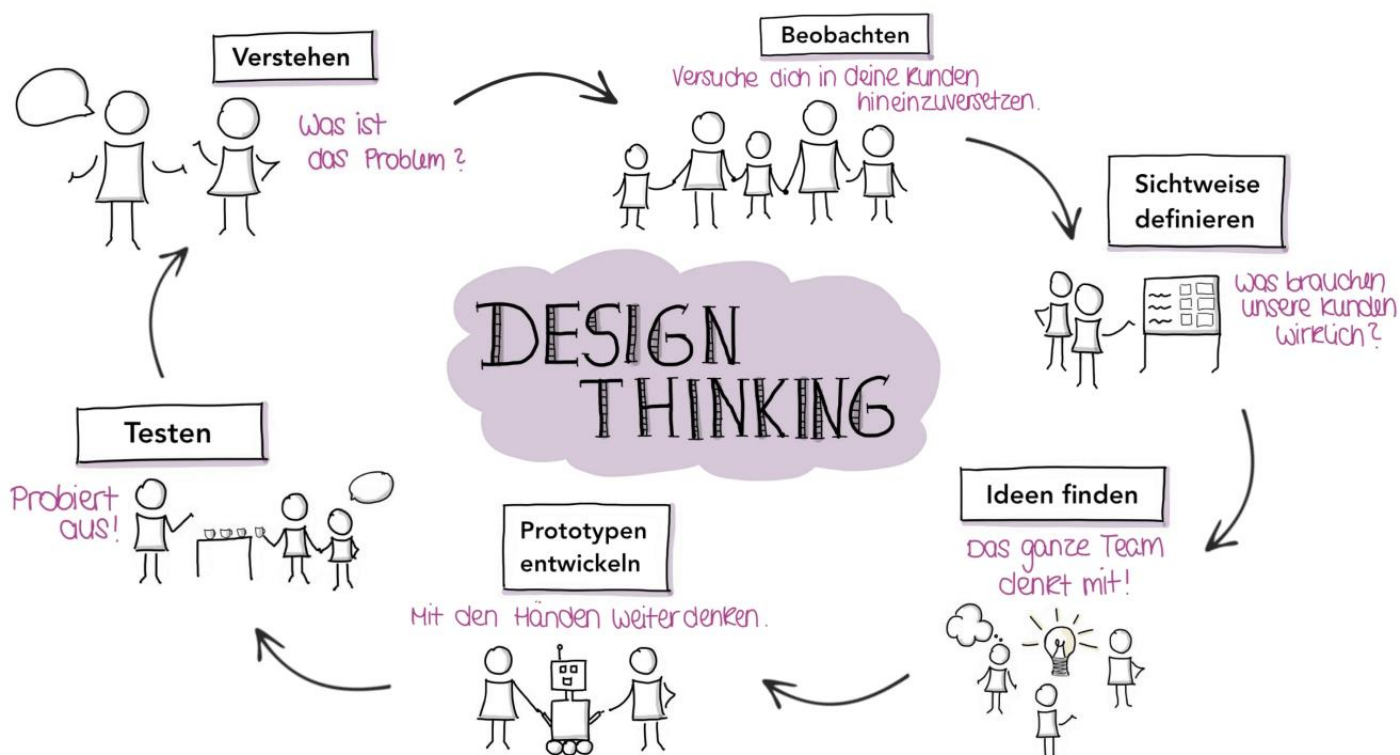 Verstehen
Was ist
das Problem?
Beobachten
Versuche dich in deine Kunden
hineinzuversetzen.
Sichtweise
definieren
Was brauchen
unsere Kunden
wirklich?
Ideen finden
Das ganze Team
denkt mit!
Prototypen
entwickeln
Mit den Händen weiterdenken.
Testen
Probiert
aus!
DESIGN
THINKING